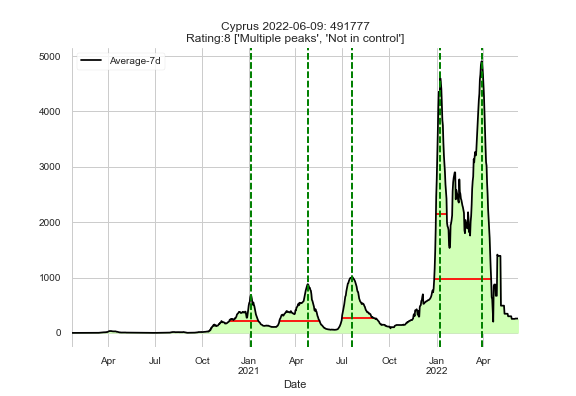 Cyprus 2022-06-09: 491777
Rating:8 ['Multiple peaks', 'Not in control']
Average-7d
5000
4000
3000
2000
1000
0
Apr Jul Oct Jan Apr Jul Oct Jan Apr
2021 2022
Date